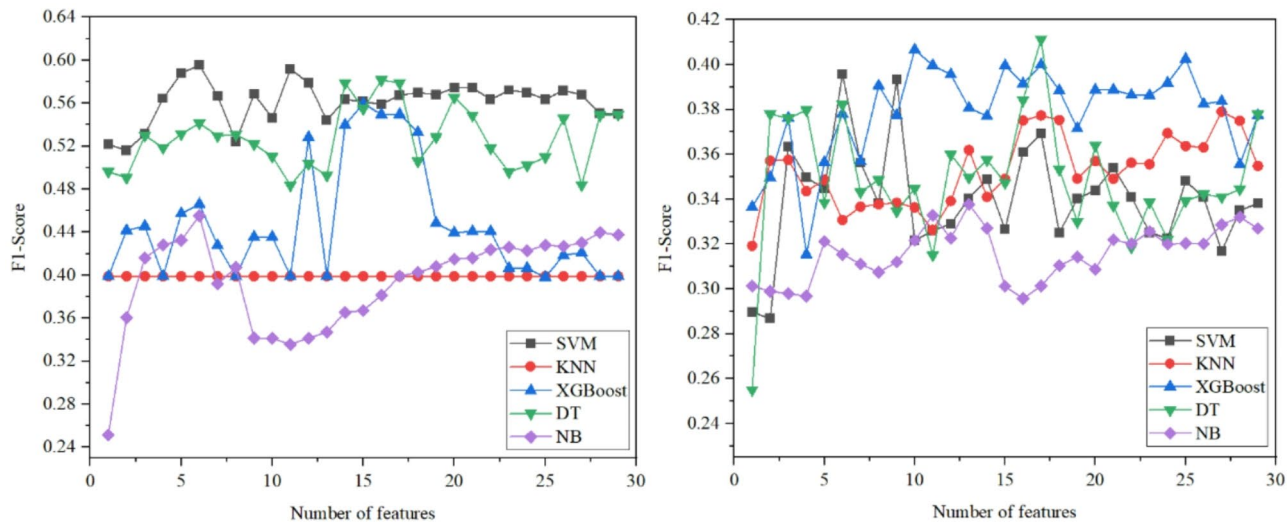 0.64
0.60
0.56
0.52
0.48
0.44
0.40
0.36
0.32
0.28
0.24
F1-Score
0 5 10 15 20 25 30
Number of features
SVM
KNN
XGBoost
DT
NB
0.42
0.40
0.38
0.36
0.34
0.32
0.30
0.28
0.26
0.24
F1-Score
0 5 10 15 20 25 30
Number of features
SVM
KNN
XGBoost
DT
NB